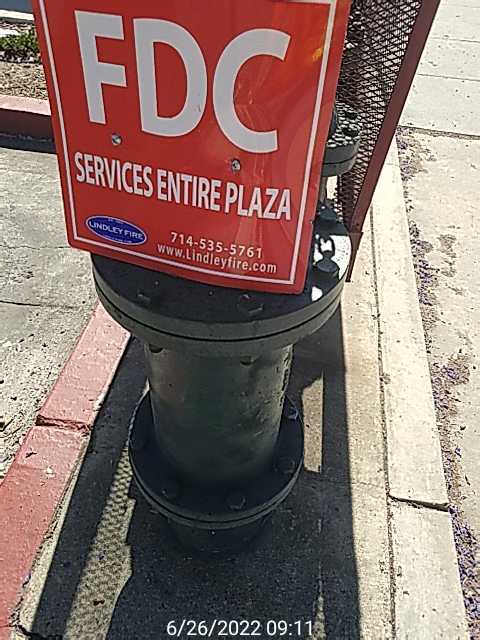 FDC
SERVICES ENTIRE PLAZA
LINDLEY FIRE
714-535-5761
www.Lindleyfire.com
6/26/2022 09:11